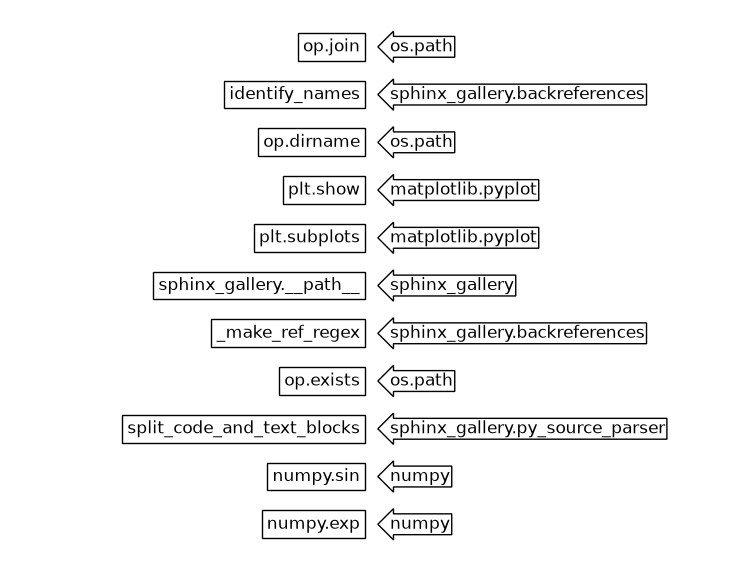 op.join os.path
identify_names sphinx_gallery.backreferences
op.dirname os.path
plt.show matplotlib.pyplot
plt.subplots matplotlib.pyplot
sphinx_gallery.__path__ sphinx_gallery
_make_ref_regex sphinx_gallery.backreferences
op.exists os.path
split_code_and_text_blocks sphinx_gallery.py_source_parser
numpy.sin numpy
numpy.exp numpy